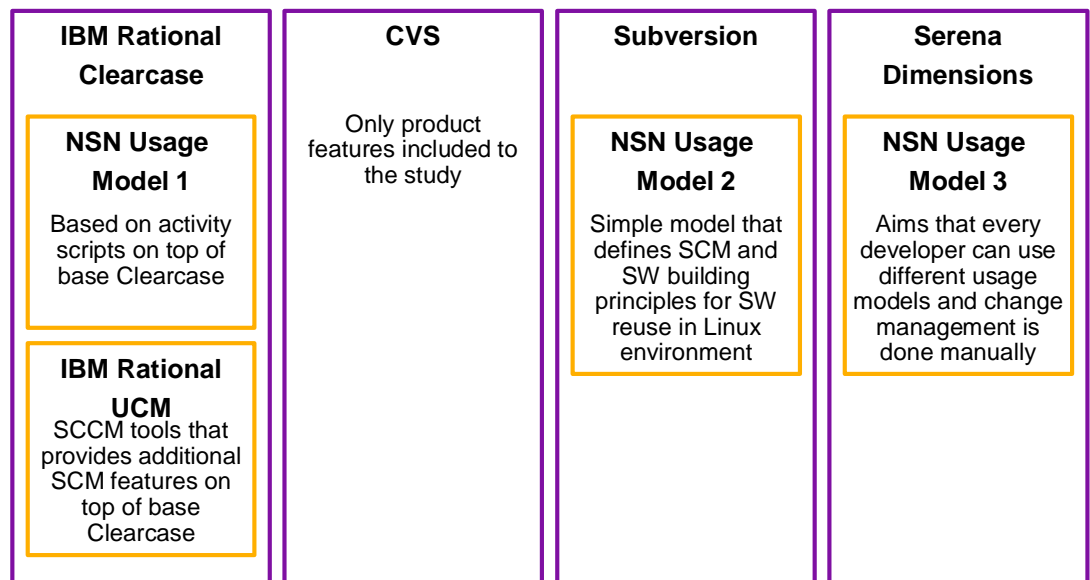 IBM Rational
Clearcase
NSN Usage
Model 1
Based on activity
scripts on top of
base Clearcase
IBM Rational
UCM
SCCM tools that
provides additional
SCM features on
top of base
Clearcase
CVS
Only product
features included to
the study
Subversion
NSN Usage
Model 2
Simple model that
defines SCM and
SW building
principles for SW
reuse in Linux
environment
Serena
Dimensions
NSN Usage
Model 3
Aims that every
developer can use
different usage
models and change
management is
done manually